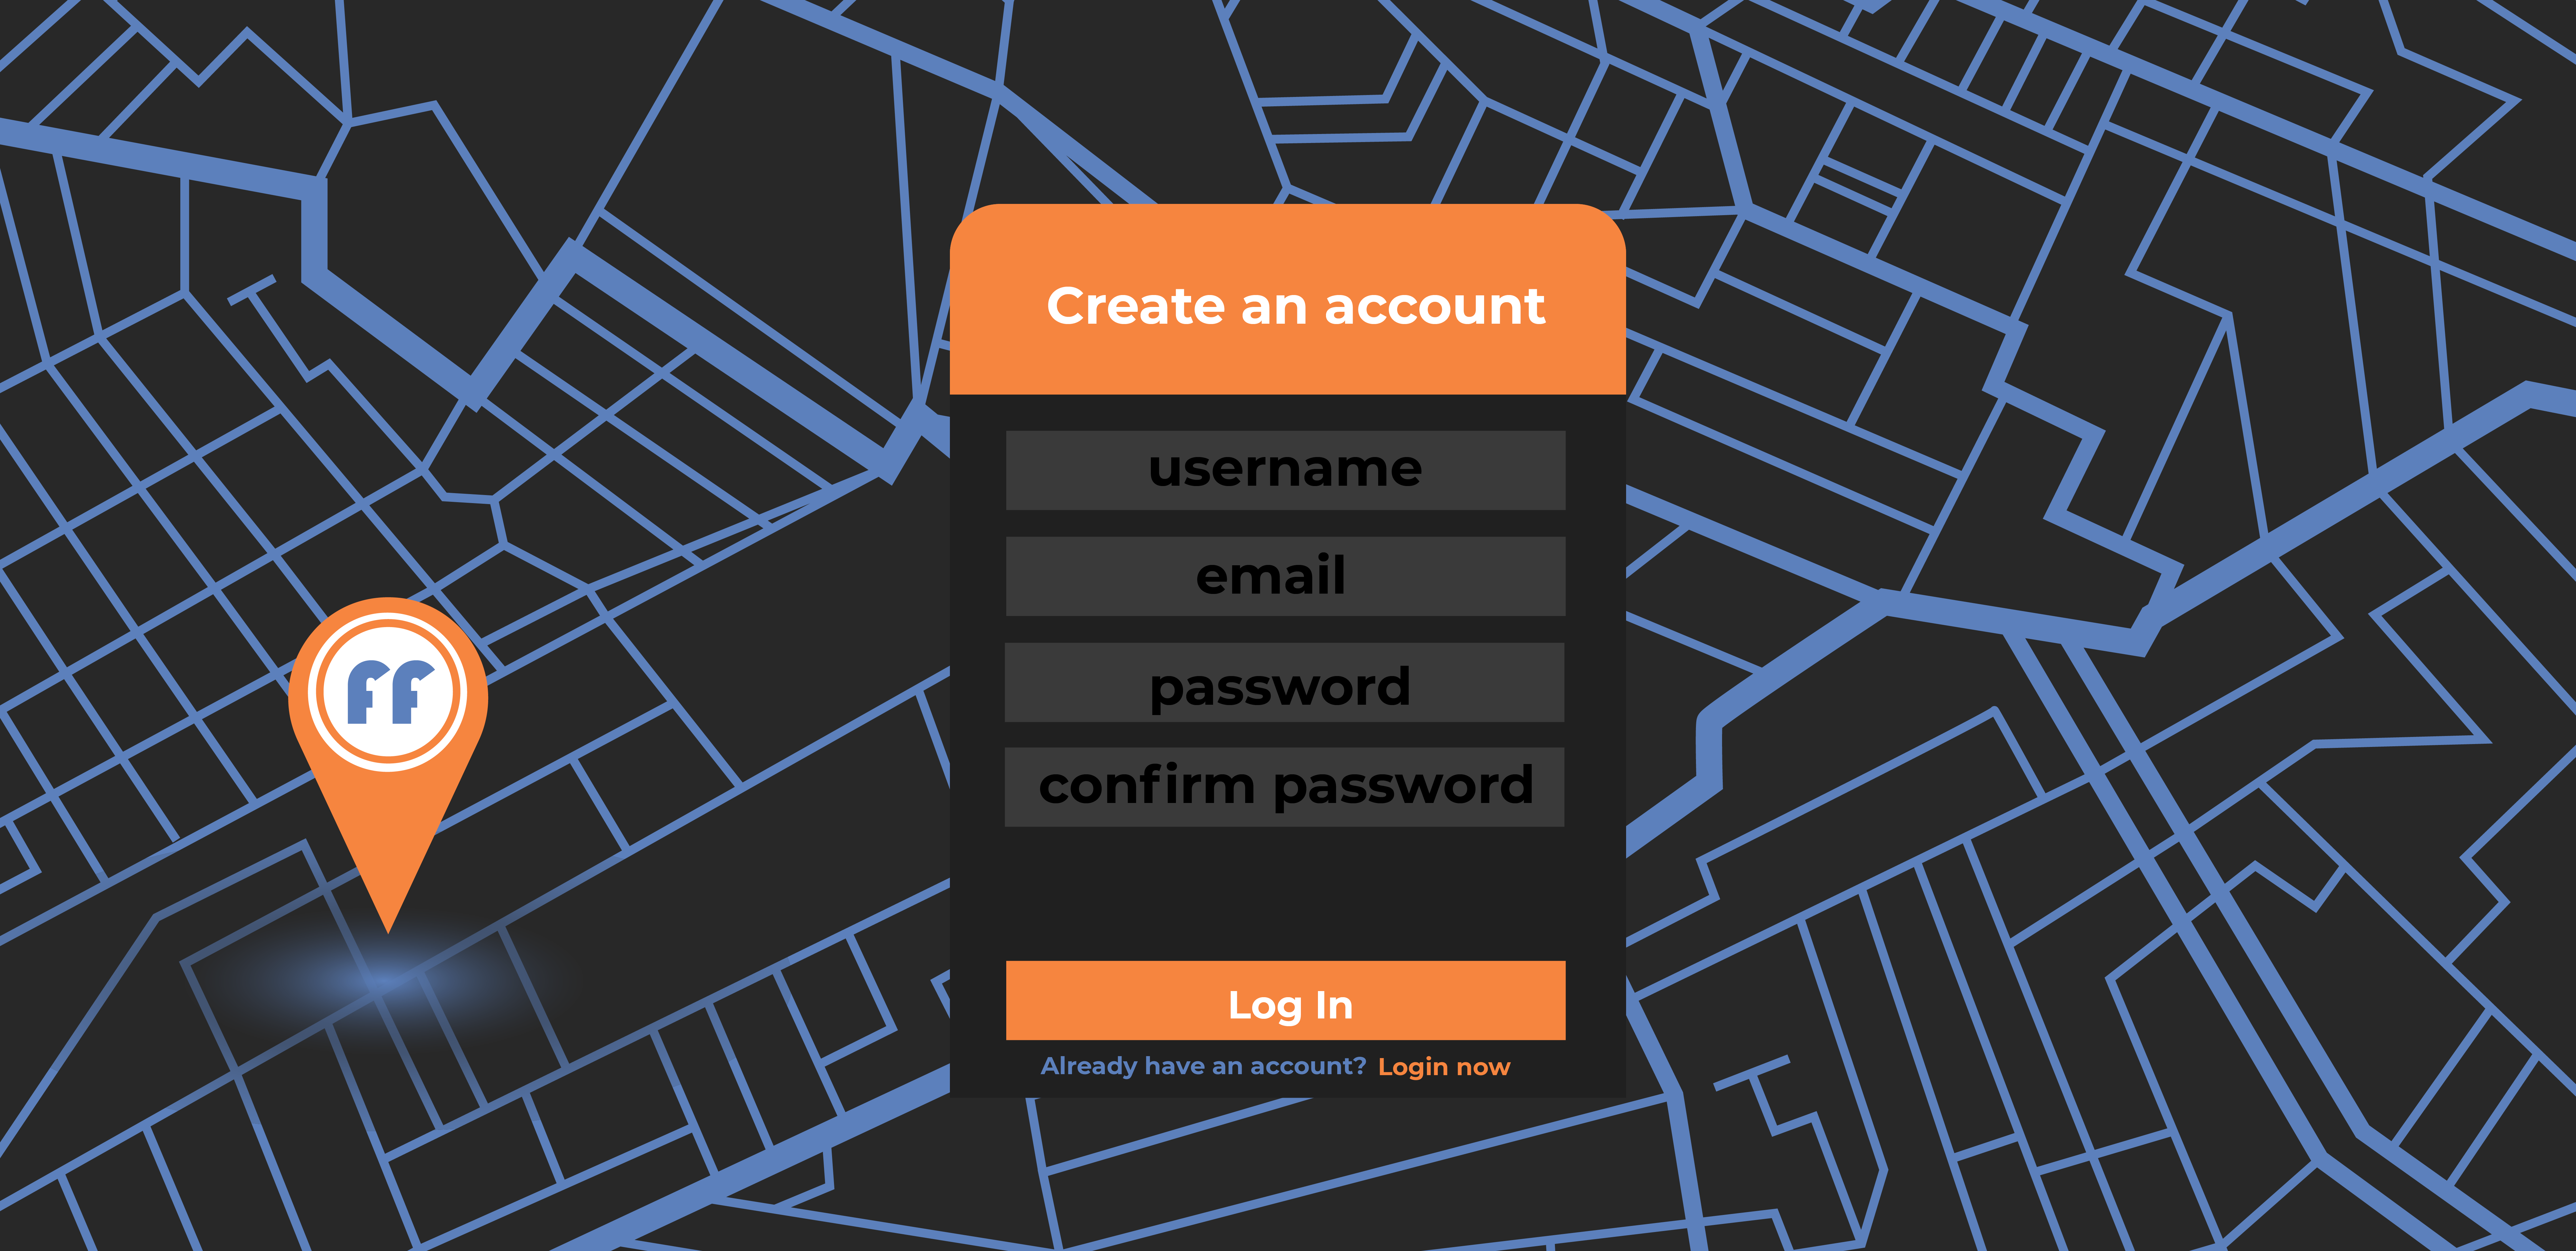 Create an account
username
email
password
confirm password
ff
Log In
Already have an account? Login now